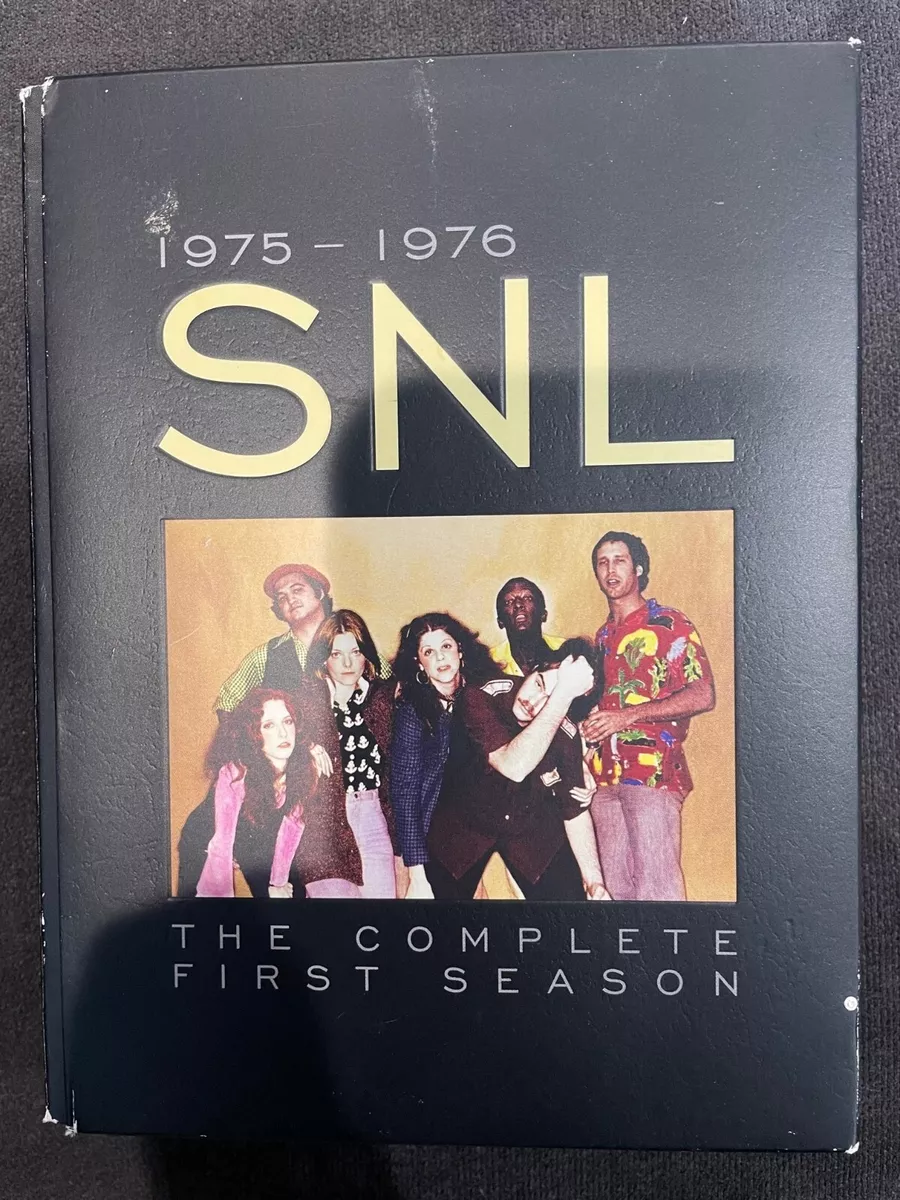 1975 – 1976
SNL
THE COMPLETE
FIRST SEASON